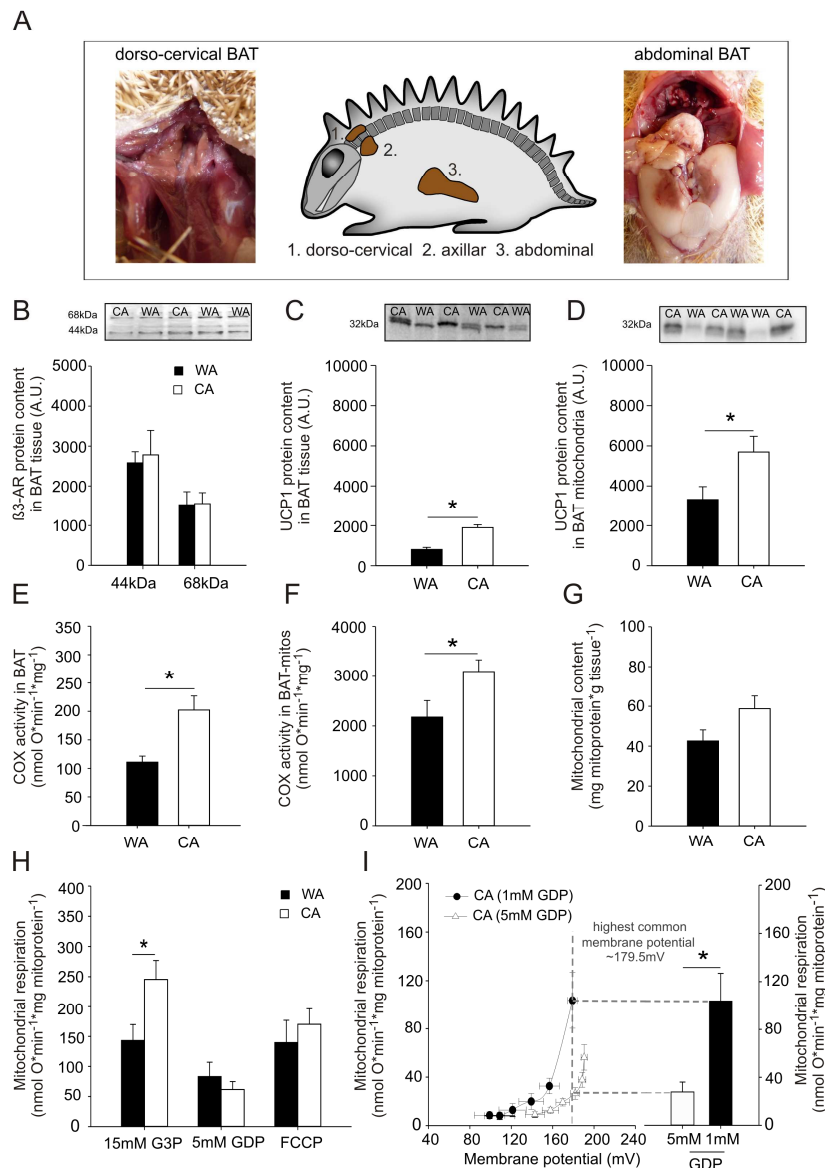 A
dorso-cervical BAT
abdominal BAT
1.
2.
3.
1. dorso-cervical 2. axillar 3. abdominal
B
68kDa
44kDa
CA WA CA WA WA
ß3-AR protein content
in BAT tissue (A.U.)
5000
4000
3000
2000
1000
0
WA
CA
44kDa 68kDa
C
32kDa
CA WA CA WA CA WA
UCP1 protein content
in BAT tissue (A.U.)
10000
8000
6000
4000
2000
0
*
WA CA
D
32kDa
CA WA CA WA WA CA
UCP1 protein content
in BAT mitochondria (A.U.)
10000
8000
6000
4000
2000
0
*
WA CA
E
COX activity in BAT
(nmol O*min⁻¹*mg⁻¹)
350
300
250
200
150
100
50
0
*
WA CA
F
COX activity in BAT-mitos
(nmol O*min⁻¹*mg⁻¹)
4000
3000
2000
1000
0
*
WA CA
G
Mitochondrial content
(mg mitoprotein*g tissue⁻¹)
100
80
60
40
20
0
WA CA
H
Mitochondrial respiration
(nmol O*min⁻¹*mg mitoprotein⁻¹)
400
350
300
250
200
150
100
50
0
*
WA
CA
15mM G3P 5mM GDP FCCP
I
Mitochondrial respiration
(nmol O*min⁻¹*mg mitoprotein⁻¹)
200
160
120
80
40
0
CA (1mM GDP)
CA (5mM GDP)
highest common
membrane potential
~179.5mV
40 80 120 160 200 240
Membrane potential (mV)
*
5mM 1mM
GDP
200
160
120
80
40
0
Mitochondrial respiration
(nmol O*min⁻¹*mg mitoprotein⁻¹)